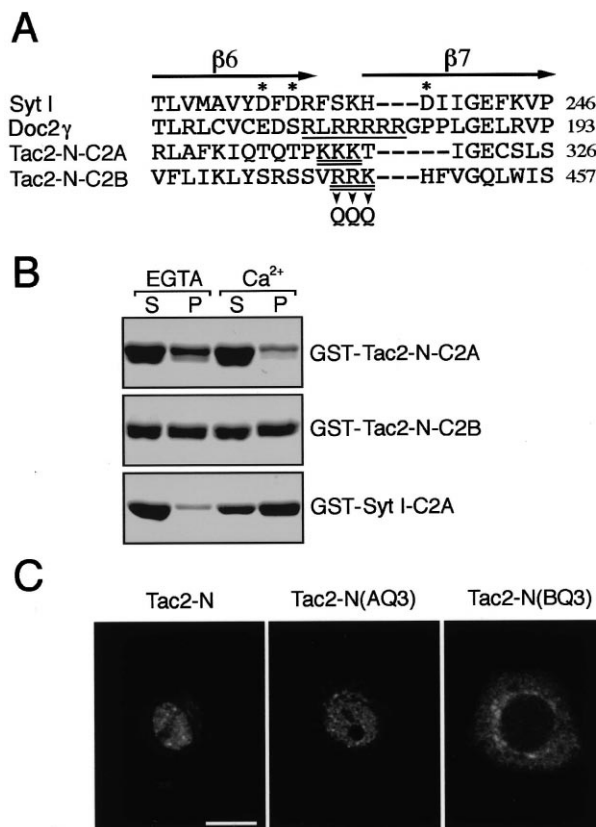 A
β6 β7
* * *
Syt I TLVMAVYDFDRFSKH---DIIGEFKVP 246
Doc2γ TLRLCVCEDSRLRRRRRGPPLGELRVP 193
Tac2-N-C2A RLAFKIQTQTPKKKT----IGECSLS 326
Tac2-N-C2B VFLIKLYSRSSVRRK----HFVGQLWIS 457
QQQ
B
EGTA Ca²⁺
S P S P
GST-Tac2-N-C2A
GST-Tac2-N-C2B
GST-Syt I-C2A
C
Tac2-N Tac2-N(AQ3) Tac2-N(BQ3)